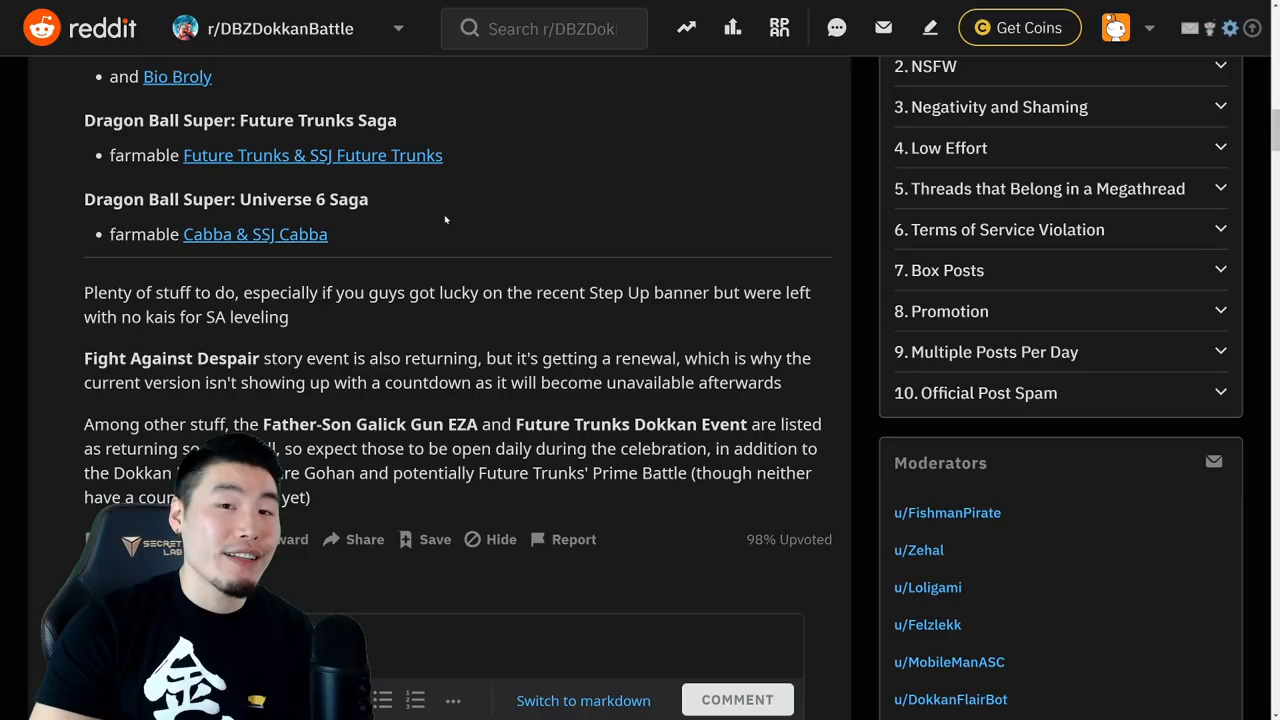 reddit
r/DBZDokkanBattle
Search r/DBZDok
Get Coins
• and Bio Broly
Dragon Ball Super: Future Trunks Saga
• farmable Future Trunks & SSJ Future Trunks
Dragon Ball Super: Universe 6 Saga
• farmable Cabba & SSJ Cabba
Plenty of stuff to do, especially if you guys got lucky on the recent Step Up banner but were left
with no kais for SA leveling
Fight Against Despair story event is also returning, but it's getting a renewal, which is why the
current version isn't showing up with a countdown as it will become unavailable afterwards
Among other stuff, the Father-Son Galick Gun EZA and Future Trunks Dokkan Event are listed
as returning so, so expect those to be open daily during the celebration, in addition to
the Dokkan Gohan and potentially Future Trunks' Prime Battle (though neither
have a yet)
Share
Save
Hide
Report
98% Upvoted
Switch to markdown
COMMENT
2. NSFW
3. Negativity and Shaming
4. Low Effort
5. Threads that Belong in a Megathread
6. Terms of Service Violation
7. Box Posts
8. Promotion
9. Multiple Posts Per Day
10. Official Post Spam
Moderators
u/FishmanPirate
u/Zehal
u/Loligami
u/Felzlekk
u/MobileManASC
u/DokkanFlairBot
SECRET
LAB
金